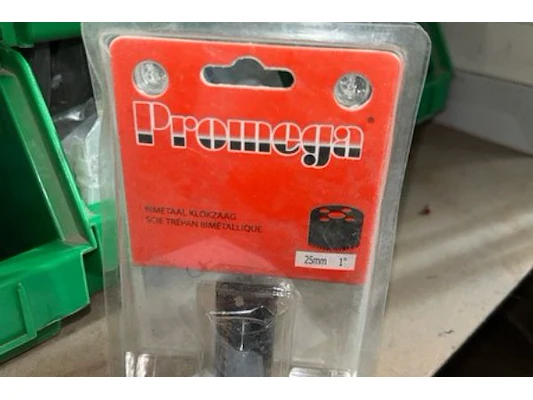 Promega
BIMETAAL KLOKZAAG
SCIE TRÉPAN BIMÉTALLIQUE
25mm 1"